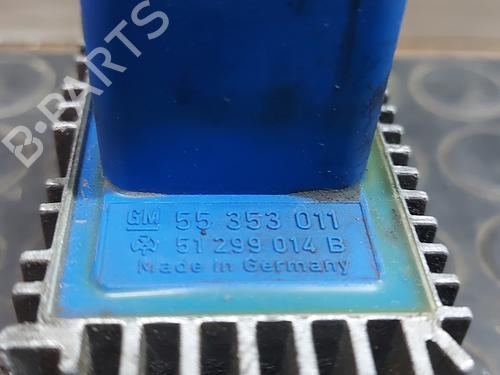 B-PARTS
GM 55 353 011
51 299 014 B
Made in Germany